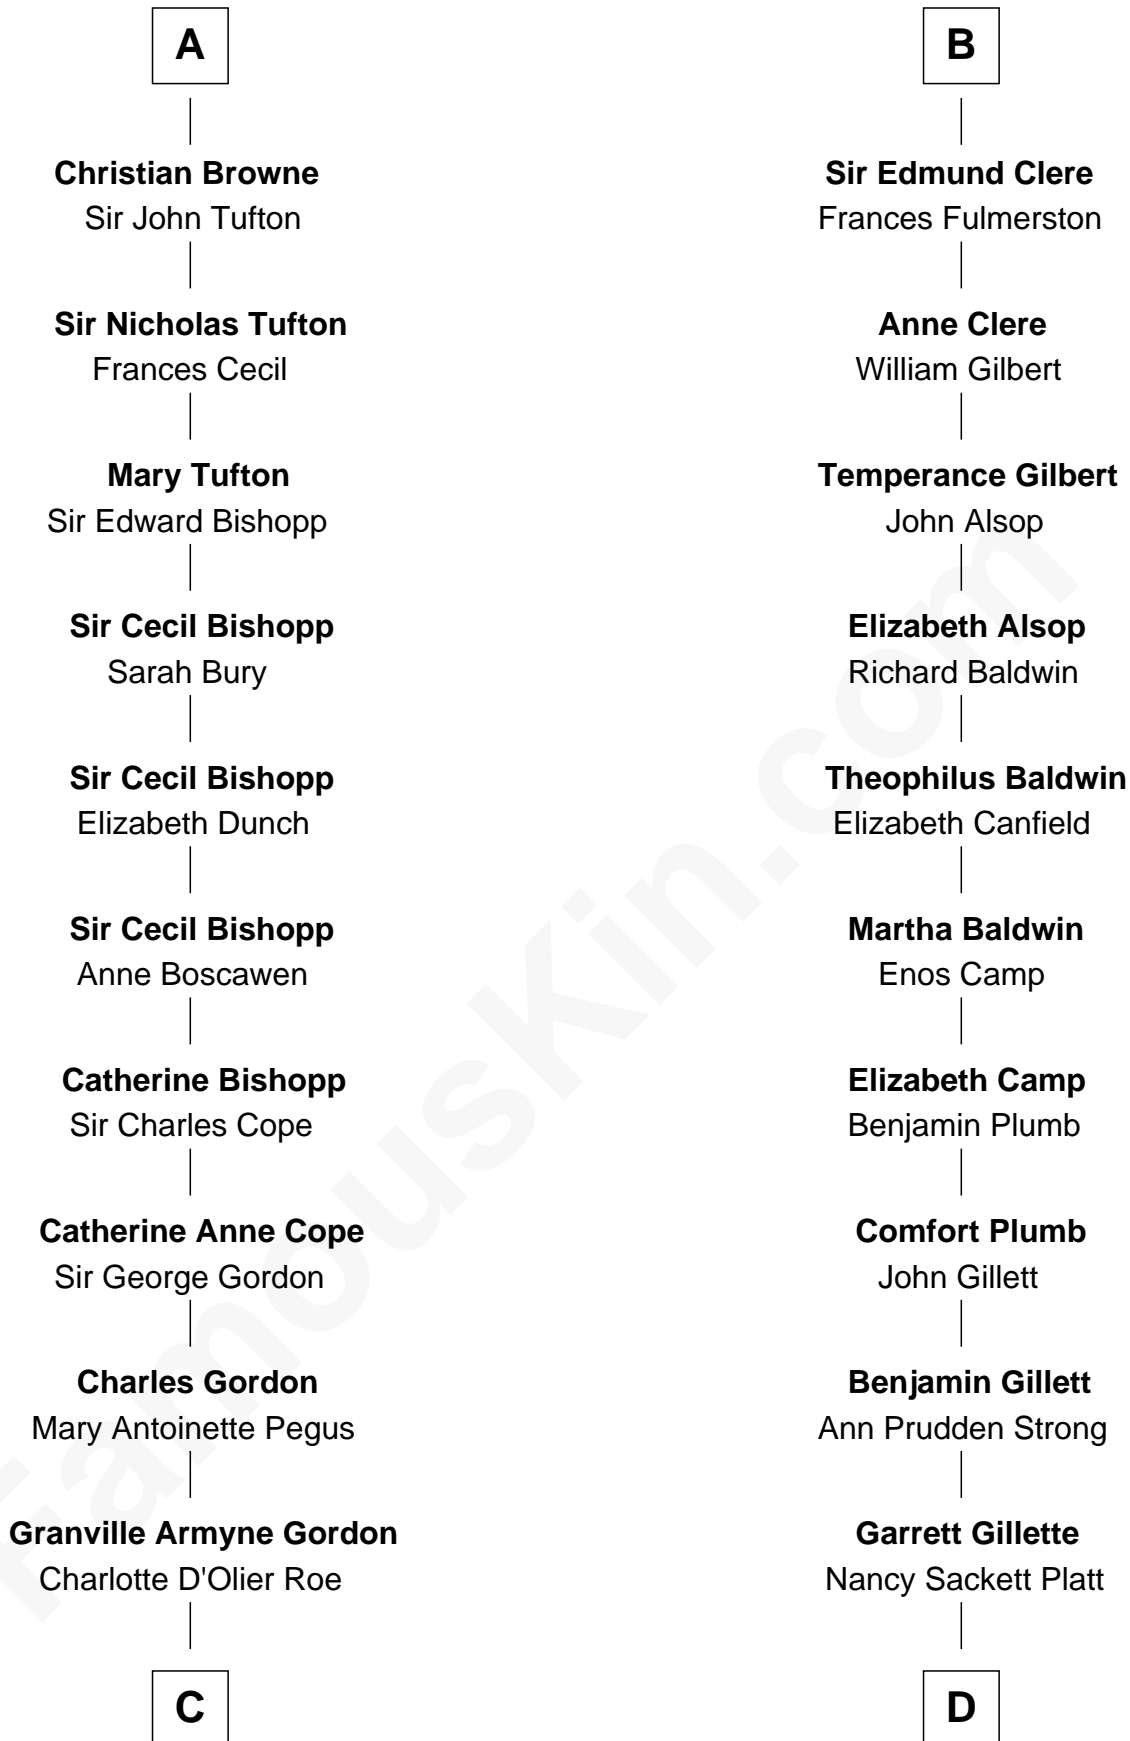 A
Christian Browne
Sir John Tufton
Sir Nicholas Tufton
Frances Cecil
Mary Tufton
Sir Edward Bishopp
Sir Cecil Bishopp
Sarah Bury
Sir Cecil Bishopp
Elizabeth Dunch
Sir Cecil Bishopp
Anne Boscawen
Catherine Bishopp
Sir Charles Cope
Catherine Anne Cope
Sir George Gordon
Charles Gordon
Mary Antoinette Pegus
Granville Armyne Gordon
Charlotte D'Olier Roe
C
B
Sir Edmund Clere
Frances Fulmerston
Anne Clere
William Gilbert
Temperance Gilbert
John Alsop
Elizabeth Alsop
Richard Baldwin
Theophilus Baldwin
Elizabeth Canfield
Martha Baldwin
Enos Camp
Elizabeth Camp
Benjamin Plumb
Comfort Plumb
John Gillett
Benjamin Gillett
Ann Prudden Strong
Garrett Gillette
Nancy Sackett Platt
D
FamousKin.com